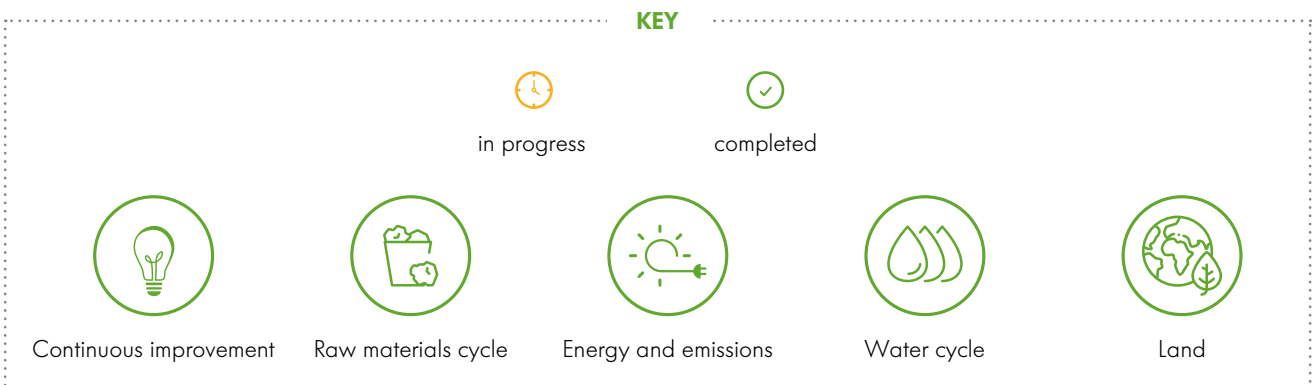 KEY
in progress
completed
Continuous improvement
Raw materials cycle
Energy and emissions
Water cycle
Land